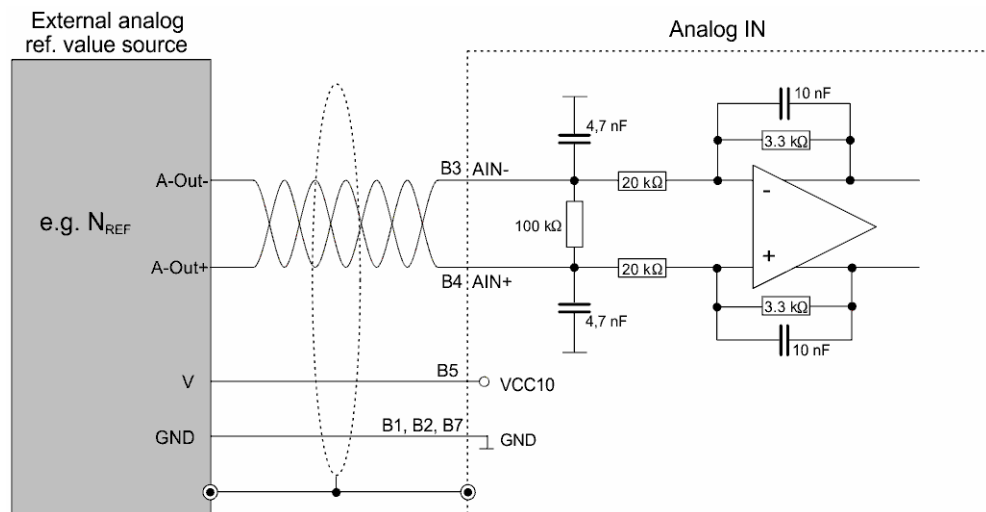 External analog
ref. value source
Analog IN
10 nF
4,7 nF
3.3 kΩ
A-Out-
B3
AIN-
20 kΩ
-
e.g. NREF
100 kΩ
+
A-Out+
B4
AIN+
20 kΩ
3.3 kΩ
4,7 nF
10 nF
V
B5
VCC10
B1, B2, B7
GND
GND